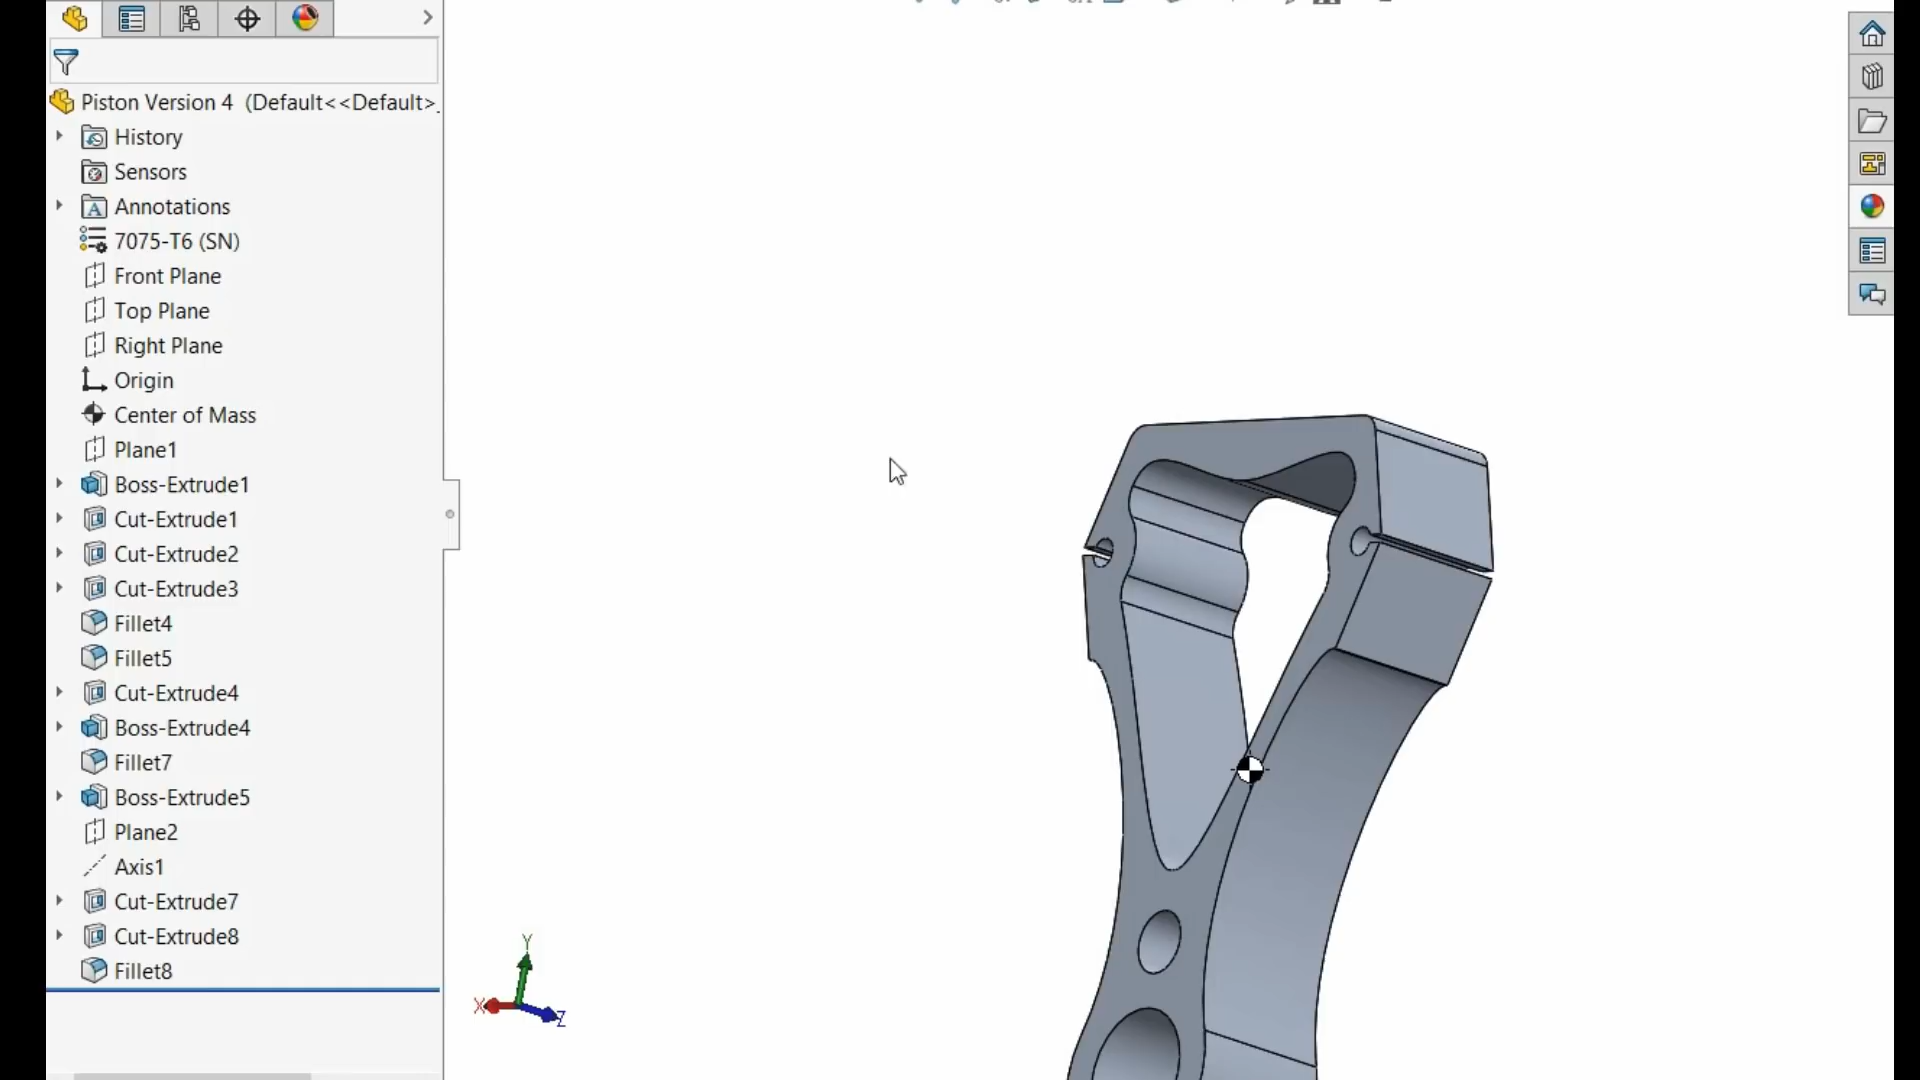 Piston Version 4 (Default<<Default>_
History
Sensors
Annotations
7075-T6 (SN)
Front Plane
Top Plane
Right Plane
Origin
Center of Mass
Plane1
Boss-Extrude1
Cut-Extrude1
Cut-Extrude2
Cut-Extrude3
Fillet4
Fillet5
Cut-Extrude4
Boss-Extrude4
Fillet7
Boss-Extrude5
Plane2
Axis1
Cut-Extrude7
Cut-Extrude8
Fillet8
Y
X
Z